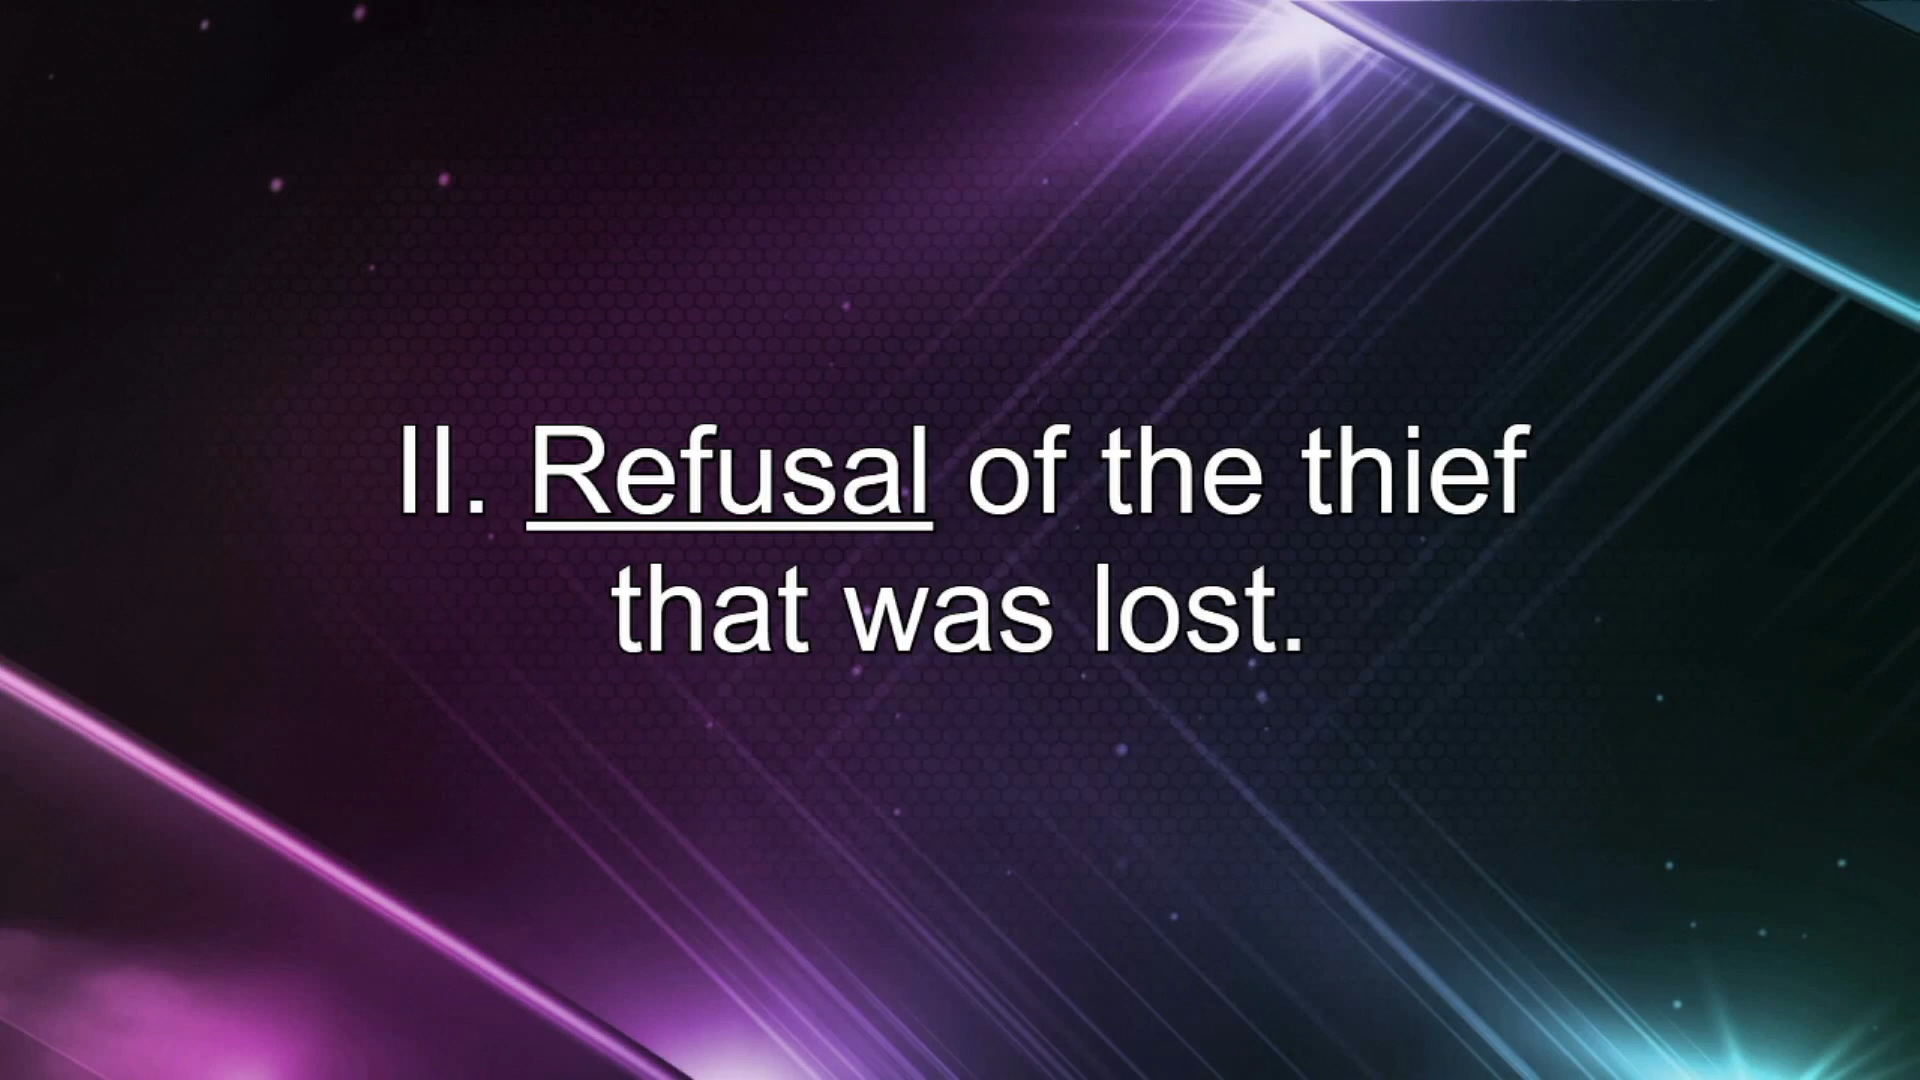 II. Refusal of the thief
that was lost.